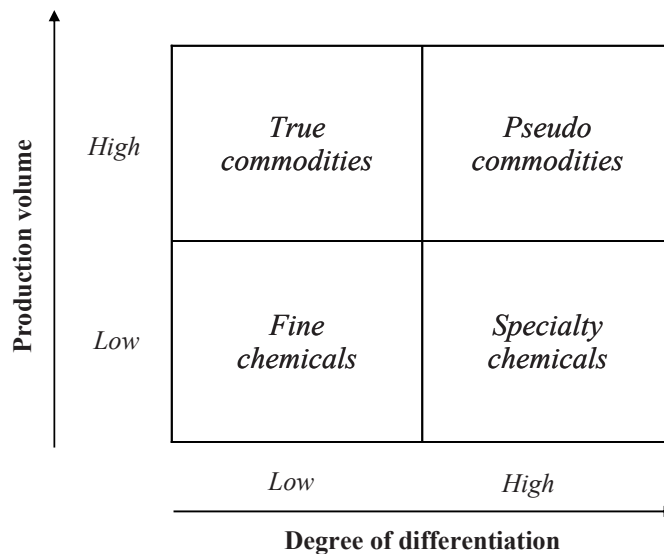 Production volume
High
True
commodities
Pseudo
commodities
Low
Fine
chemicals
Specialty
chemicals
Low
High
Degree of differentiation